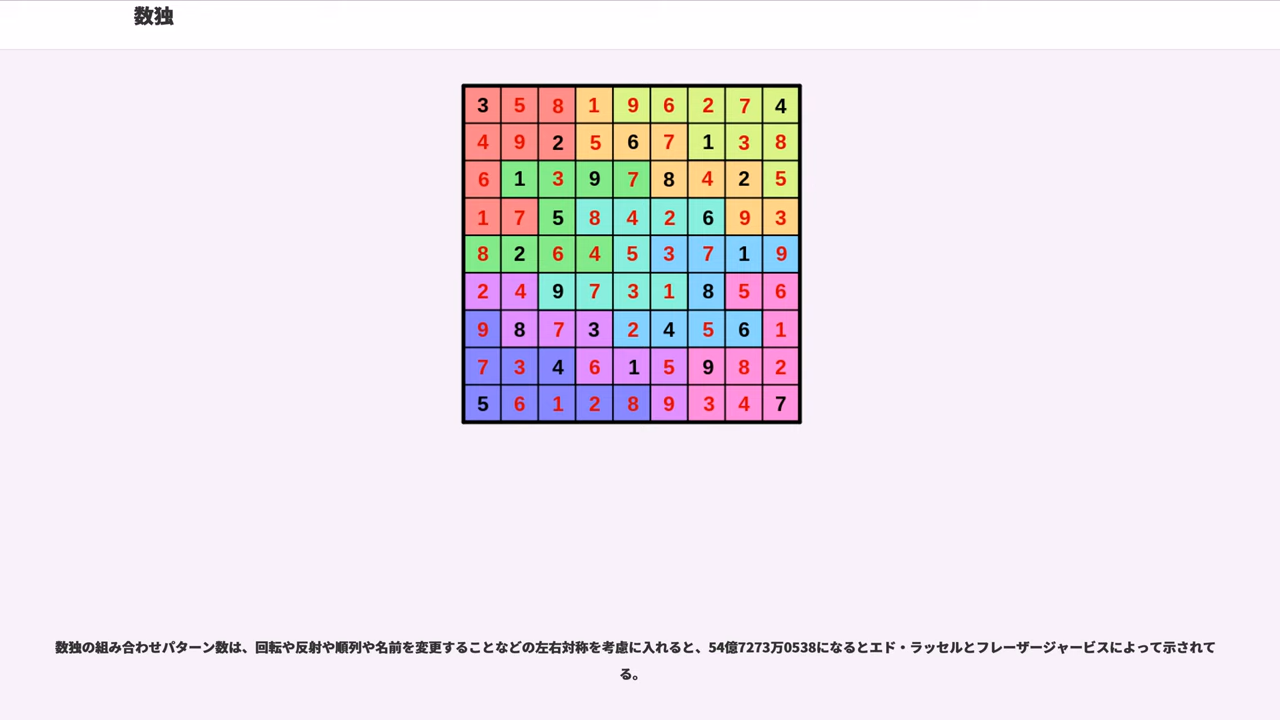 数独
3 5 8 1 9 6 2 7 4
4 9 2 5 6 7 1 3 8
6 1 3 9 7 8 4 2 5
1 7 5 8 4 2 6 9 3
8 2 6 4 5 3 7 1 9
2 4 9 7 3 1 8 5 6
9 8 7 3 2 4 5 6 1
7 3 4 6 1 5 9 8 2
5 6 1 2 8 9 3 4 7
数独の組み合わせパターン数は、回転や反射や順列や名前を変更することなどの左右対称を考慮に入れると、54億7273万0538になるとエド・ラッセルとフレーザージャービスによって示されて
る。